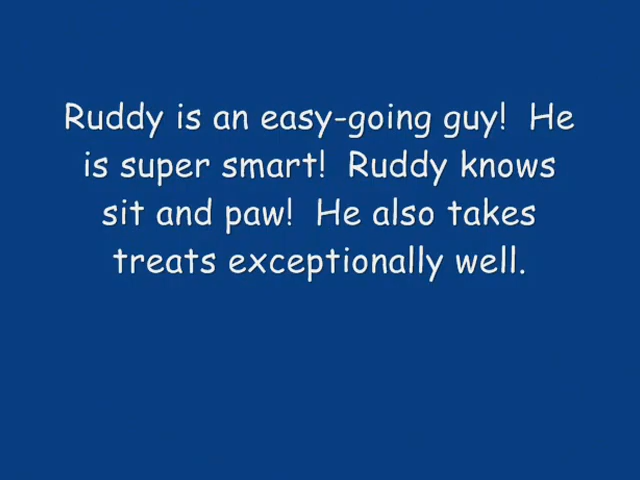 Ruddy is an easy-going guy!  He
is super smart!  Ruddy knows
sit and paw!  He also takes
treats exceptionally well.